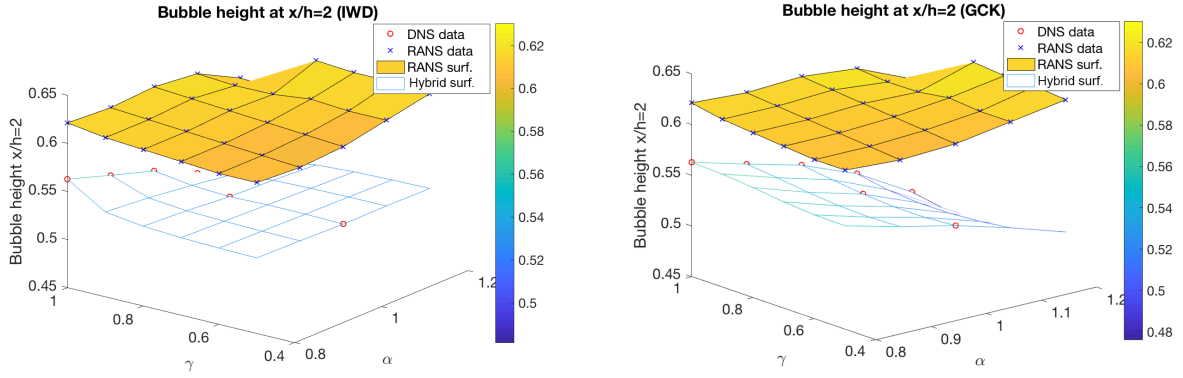 Bubble height at x/h=2 (IWD)
DNS data
RANS data
RANS surf.
Hybrid surf.
Bubble height x/h=2
0.65
0.6
0.55
0.5
0.45
1
0.8
0.6
0.4
γ
0.8
1
1.2
α
0.62
0.6
0.58
0.56
0.54
0.52
0.5
Bubble height at x/h=2 (GCK)
DNS data
RANS data
RANS surf.
Hybrid surf.
Bubble height x/h=2
0.65
0.6
0.55
0.5
0.45
1
0.8
0.6
0.4
γ
0.8
0.9
1
1.1
1.2
α
0.62
0.6
0.58
0.56
0.54
0.52
0.5
0.48